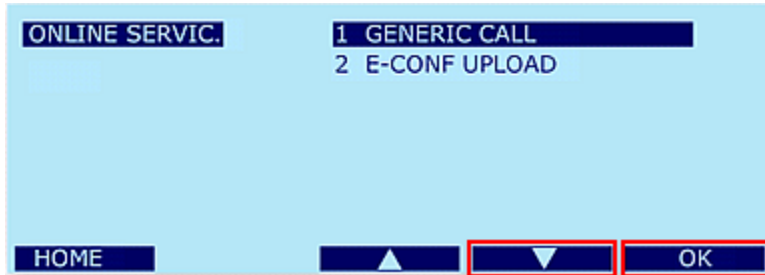 ONLINE SERVIC.
1 GENERIC CALL
2 E-CONF UPLOAD
HOME ▲ ▼ OK